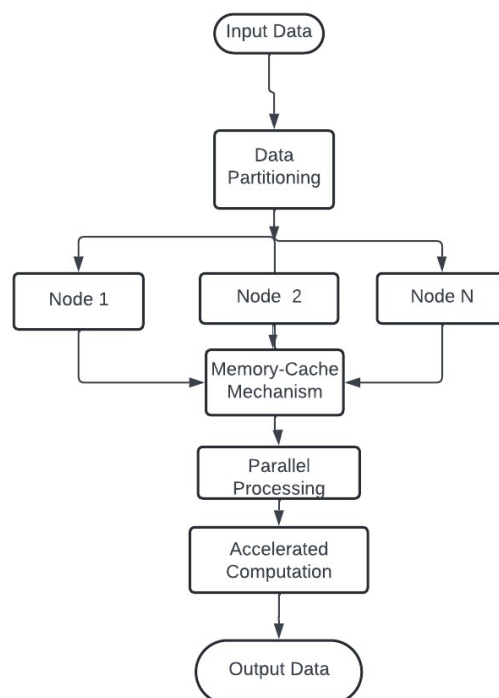 Input Data
Data
Partitioning
Node 1
Node 2
Node N
Memory-Cache
Mechanism
Parallel
Processing
Accelerated
Computation
Output Data